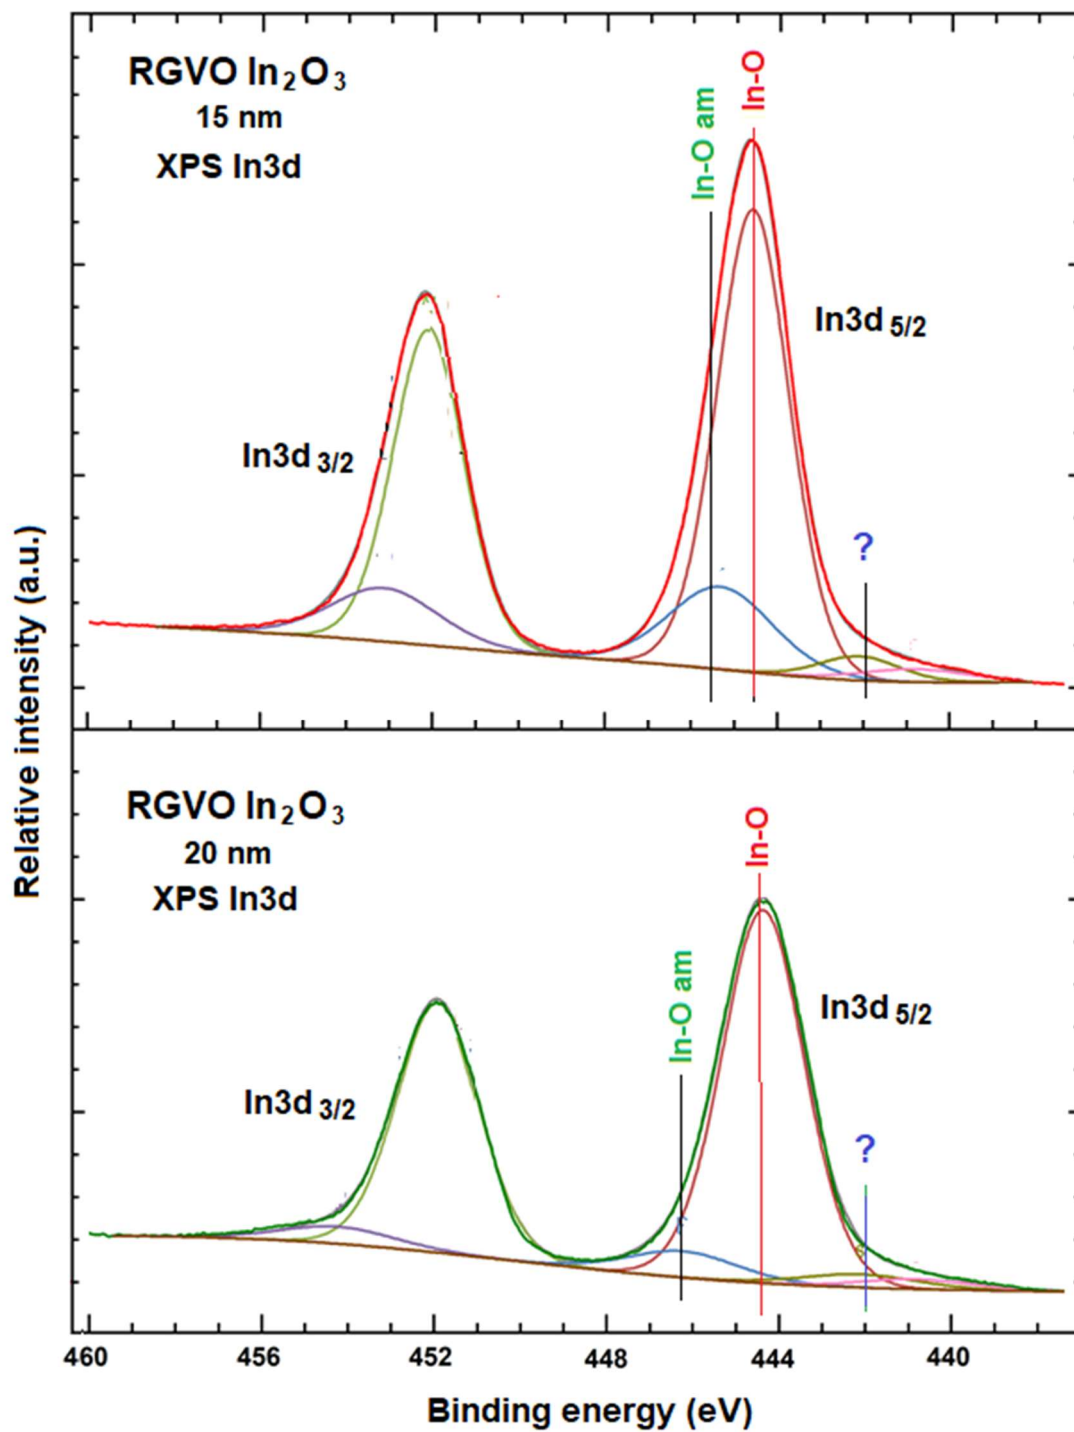 RGVO In₂O₃
15 nm
XPS In3d
In-O am
In-O
In3d 5/2
In3d 3/2
?
RGVO In₂O₃
20 nm
XPS In3d
In-O am
In-O
In3d 5/2
In3d 3/2
?
Relative intensity (a.u.)
460 456 452 448 444 440
Binding energy (eV)